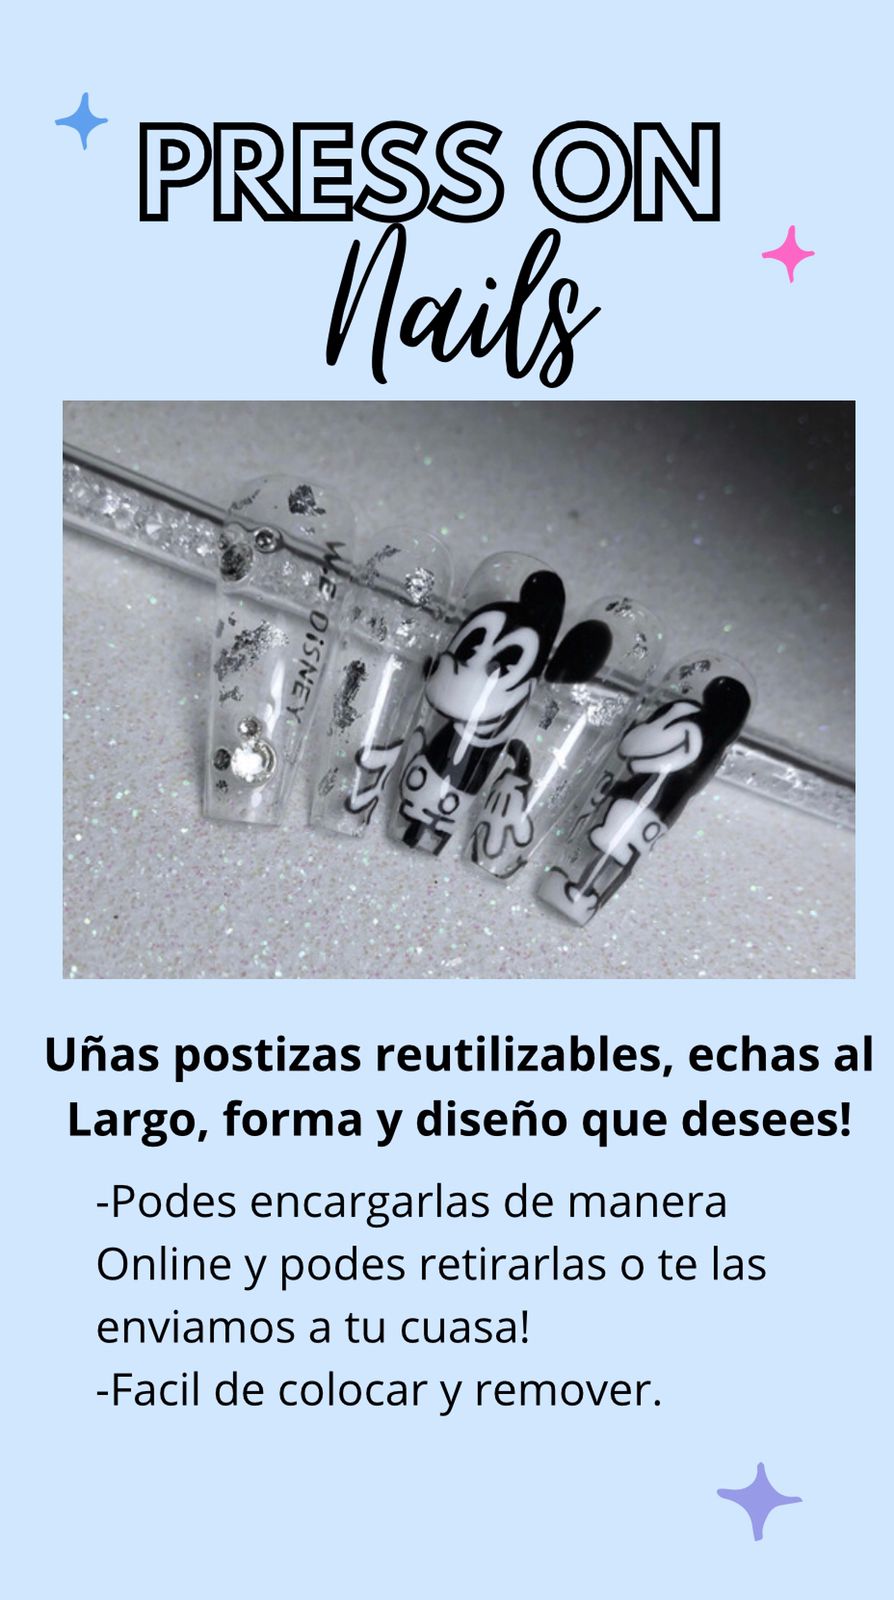 PRESS ON
Nails
W.E DiSNEY
Uñas postizas reutilizables, echas al
Largo, forma y diseño que desees!
-Podes encargarlas de manera
Online y podes retirarlas o te las
enviamos a tu cuasa!
-Facil de colocar y remover.